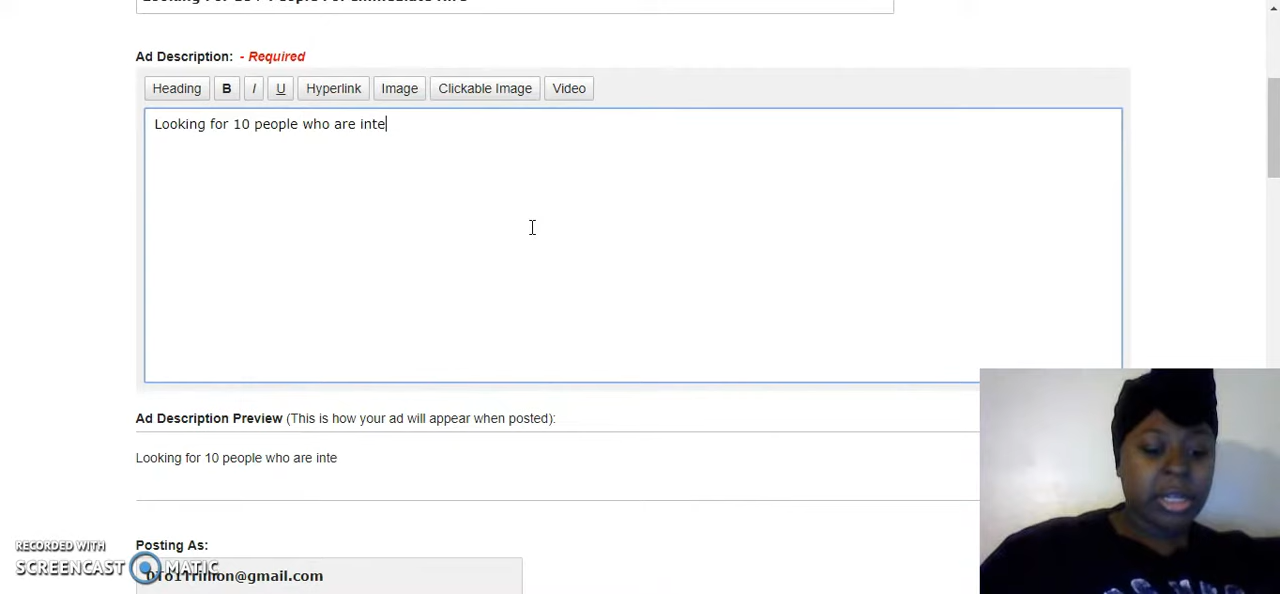 Ad Description: - Required
Heading B I U Hyperlink Image Clickable Image Video
Looking for 10 people who are inte
Ad Description Preview (This is how your ad will appear when posted):
Looking for 10 people who are inte
Posting As:
RECORDED WITH
SCREENCAST MATIC